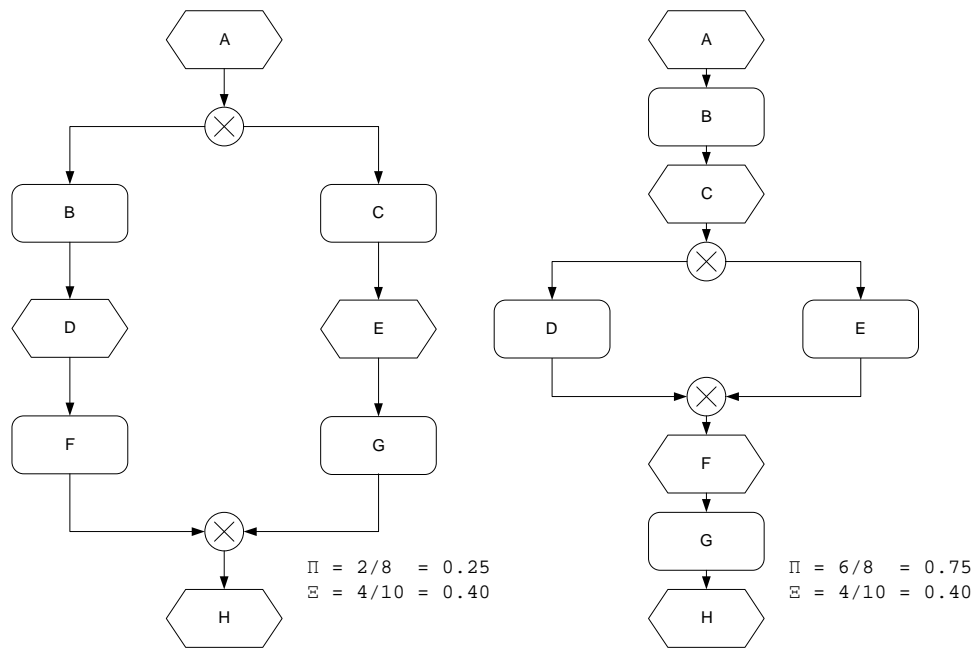 A
B
C
D
E
F
G
Π = 2/8  = 0.25
Ξ = 4/10 = 0.40
H
A
B
C
D
E
F
G
Π = 6/8  = 0.75
Ξ = 4/10 = 0.40
H